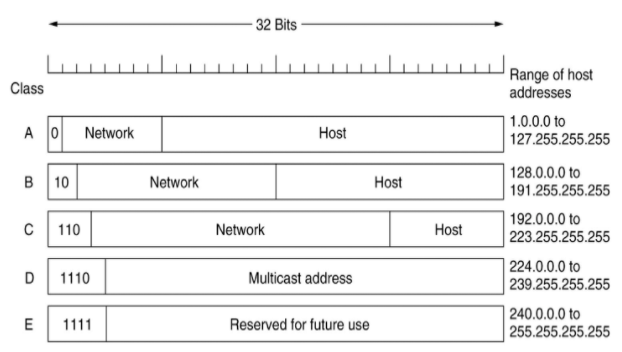 32 Bits
Range of host
addresses
Class
A 0 Network Host 1.0.0.0 to
127.255.255.255
B 10 Network Host 128.0.0.0 to
191.255.255.255
C 110 Network Host 192.0.0.0 to
223.255.255.255
D 1110 Multicast address 224.0.0.0 to
239.255.255.255
E 1111 Reserved for future use 240.0.0.0 to
255.255.255.255